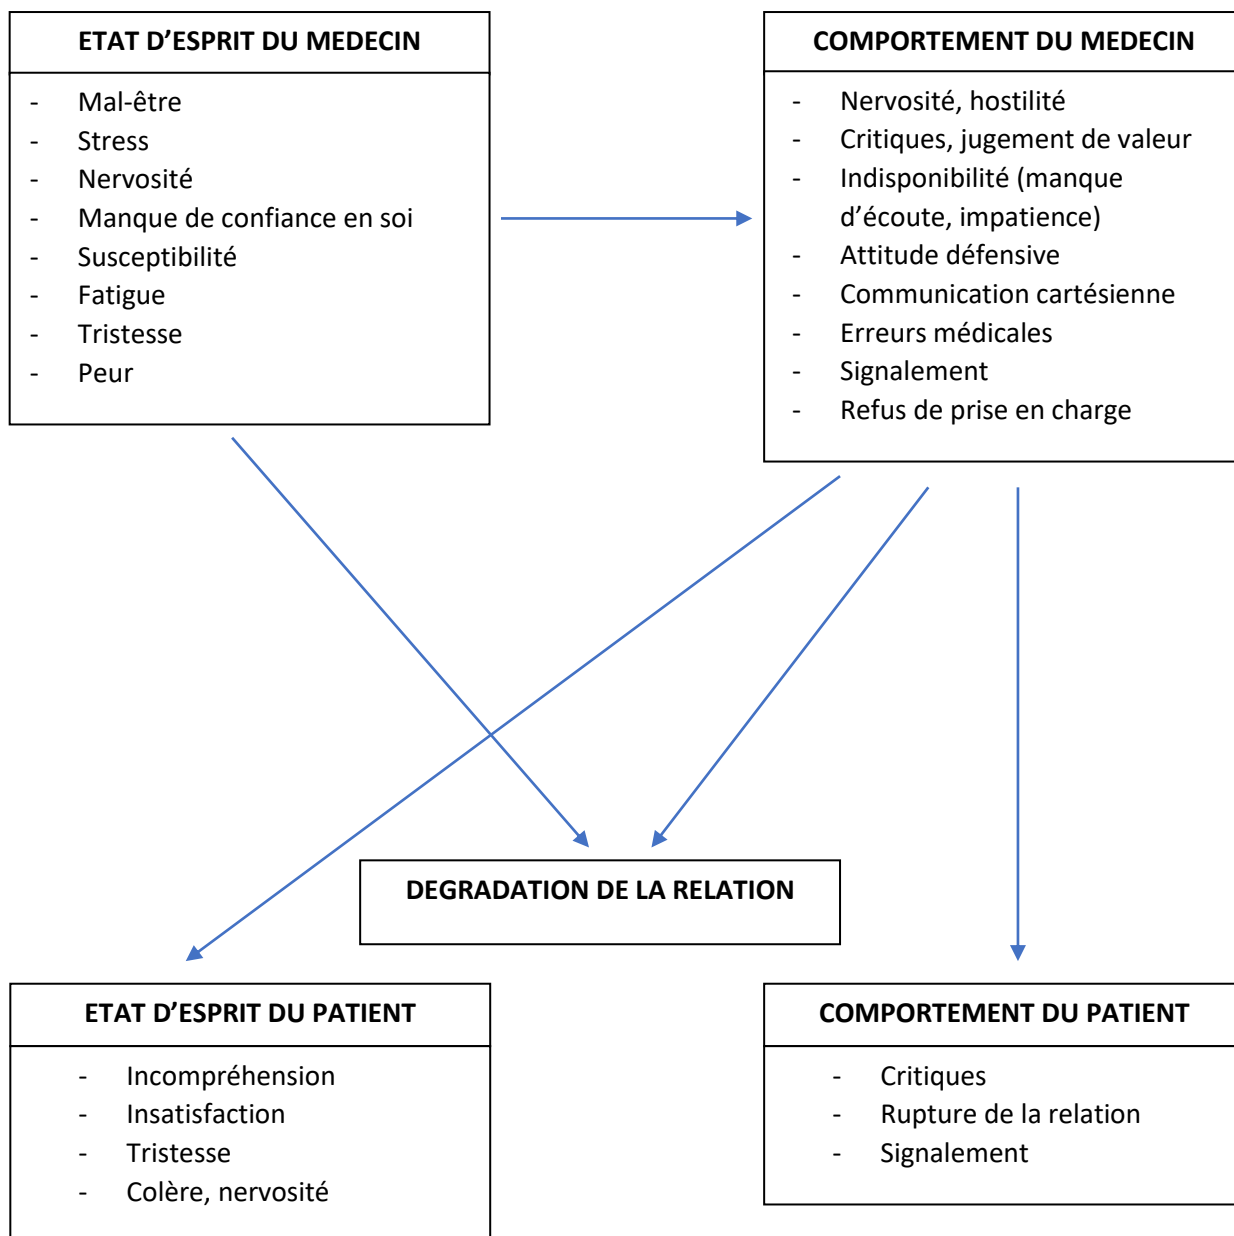 ETAT D'ESPRIT DU MEDECIN
- Mal-être
- Stress
- Nervosité
- Manque de confiance en soi
- Susceptibilité
- Fatigue
- Tristesse
- Peur
COMPORTEMENT DU MEDECIN
- Nervosité, hostilité
- Critiques, jugement de valeur
- Indisponibilité (manque
d'écoute, impatience)
- Attitude défensive
- Communication cartésienne
- Erreurs médicales
- Signalement
- Refus de prise en charge
DEGRADATION DE LA RELATION
ETAT D'ESPRIT DU PATIENT
- Incompréhension
- Insatisfaction
- Tristesse
- Colère, nervosité
COMPORTEMENT DU PATIENT
- Critiques
- Rupture de la relation
- Signalement